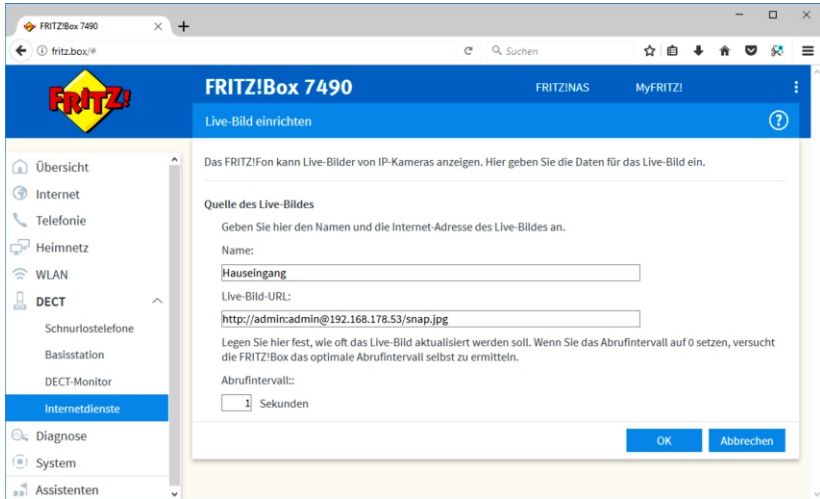 FRITZ!Box 7490
fritz.box/#
Suchen
FRITZ!
FRITZ!Box 7490
FRITZ!NAS
MyFRITZ!
Live-Bild einrichten
Übersicht
Internet
Telefonie
Heimnetz
WLAN
DECT
Schnurlostelefone
Basisstation
DECT-Monitor
Internetdienste
Diagnose
System
Assistenten
Das FRITZ!Fon kann Live-Bilder von IP-Kameras anzeigen. Hier geben Sie die Daten für das Live-Bild ein.
Quelle des Live-Bildes
Geben Sie hier den Namen und die Internet-Adresse des Live-Bildes an.
Name:
Hauseingang
Live-Bild-URL:
http://admin:admin@192.168.178.53/snap.jpg
Legen Sie hier fest, wie oft das Live-Bild aktualisiert werden soll. Wenn Sie das Abrufintervall auf 0 setzen, versucht
die FRITZ!Box das optimale Abrufintervall selbst zu ermitteln.
Abrufintervall::
1 Sekunden
OK
Abbrechen